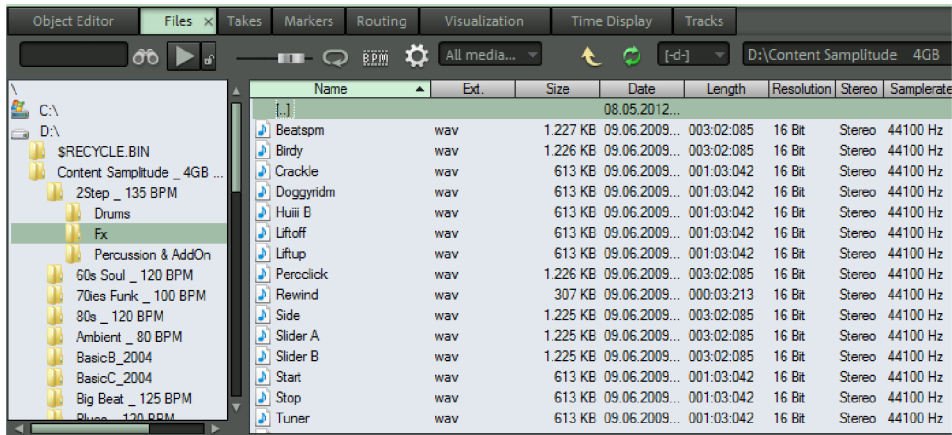 Object Editor Files × Takes Markers Routing Visualization Time Display Tracks
BPM All media... [-d-] D:\Content Samplitude 4GB
\
C:\
D:\
$RECYCLE.BIN
Content Samplitude _ 4GB ...
2Step _ 135 BPM
Drums
Fx
Percussion & AddOn
60s Soul _ 120 BPM
70ies Funk _ 100 BPM
80s _ 120 BPM
Ambient _ 80 BPM
BasicB_2004
BasicC_2004
Big Beat _ 125 BPM
Blues _ 120 BPM
Name Ext. Size Date Length Resolution Stereo Samplerate
[..] 08.05.2012...
Beatspm wav 1.227 KB 09.06.2009... 003:02:085 16 Bit Stereo 44100 Hz
Birdy wav 1.226 KB 09.06.2009... 003:02:085 16 Bit Stereo 44100 Hz
Crackle wav 613 KB 09.06.2009... 001:03:042 16 Bit Stereo 44100 Hz
Doggyridm wav 613 KB 09.06.2009... 001:03:042 16 Bit Stereo 44100 Hz
Huiii B wav 613 KB 09.06.2009... 001:03:042 16 Bit Stereo 44100 Hz
Liftoff wav 613 KB 09.06.2009... 001:03:042 16 Bit Stereo 44100 Hz
Liftup wav 613 KB 09.06.2009... 001:03:042 16 Bit Stereo 44100 Hz
Percclick wav 1.226 KB 09.06.2009... 003:02:085 16 Bit Stereo 44100 Hz
Rewind wav 307 KB 09.06.2009... 000:03:213 16 Bit Stereo 44100 Hz
Side wav 1.225 KB 09.06.2009... 003:02:085 16 Bit Stereo 44100 Hz
Slider A wav 1.225 KB 09.06.2009... 003:02:085 16 Bit Stereo 44100 Hz
Slider B wav 1.225 KB 09.06.2009... 003:02:085 16 Bit Stereo 44100 Hz
Start wav 613 KB 09.06.2009... 001:03:042 16 Bit Stereo 44100 Hz
Stop wav 613 KB 09.06.2009... 001:03:042 16 Bit Stereo 44100 Hz
Tuner wav 613 KB 09.06.2009... 001:03:042 16 Bit Stereo 44100 Hz